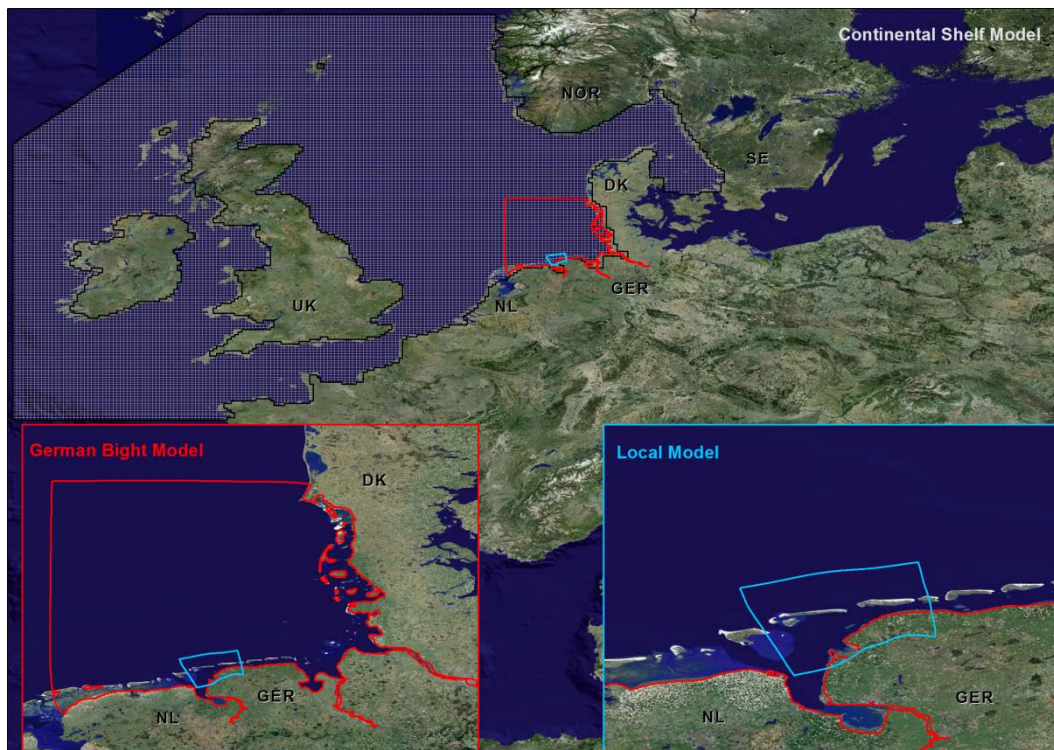 Continental Shelf Model
NOR
SE
DK
UK
NL
GER
German Bight Model
DK
GER
NL
Local Model
GER
NL